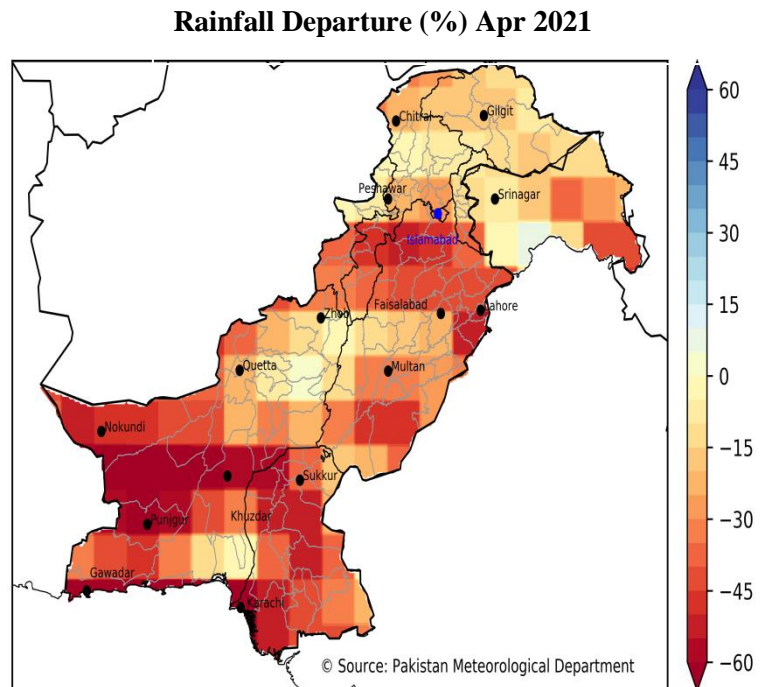 Rainfall Departure (%) Apr 2021
Chitral
Gilgit
Peshawar
Srinagar
Islamabad
Faisalabad
Lahore
Zhob
Quetta
Multan
Nokundi
Sukkur
Khuzdar
Punjgur
Gawadar
Karachi
© Source: Pakistan Meteorological Department
60
45
30
15
0
−15
−30
−45
−60